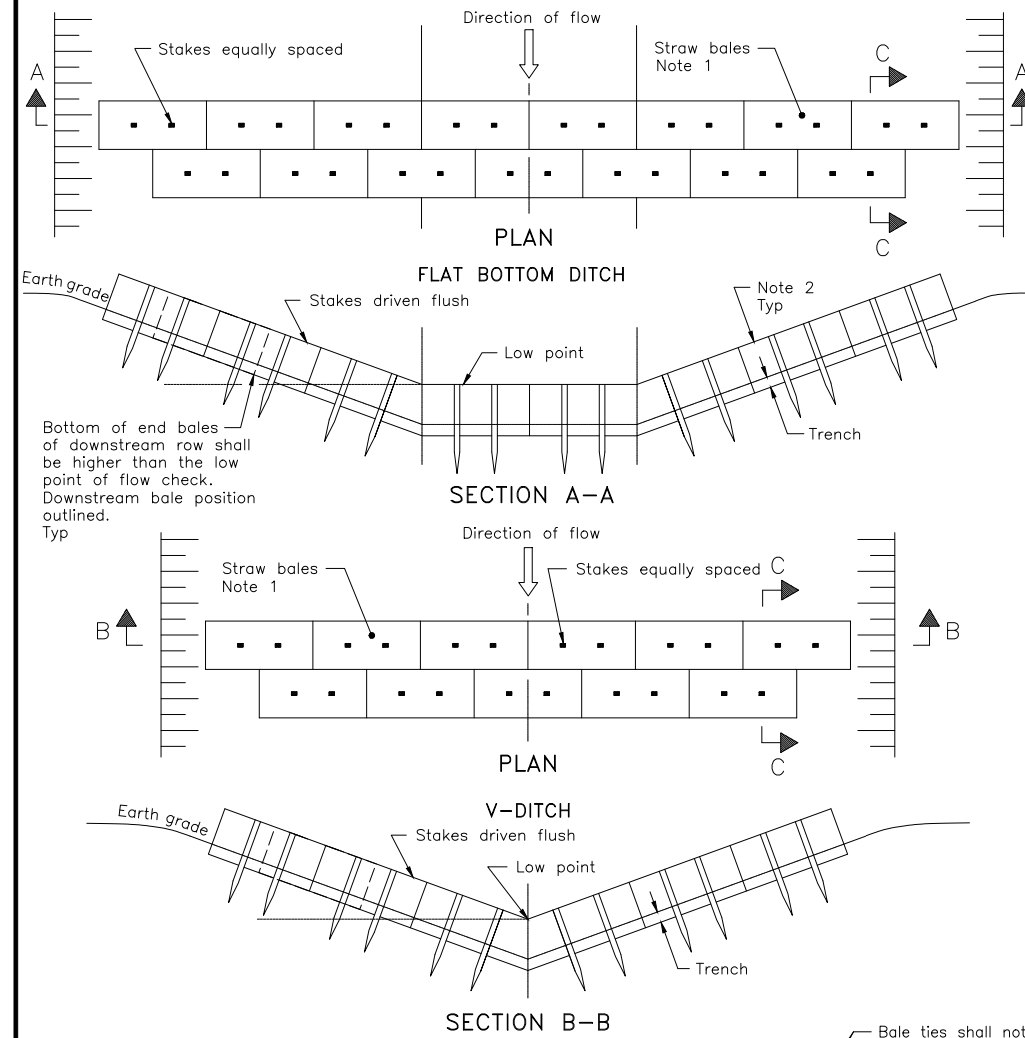 Direction of flow
Stakes equally spaced
Straw bales
Note 1
C
A
A
C
PLAN
FLAT BOTTOM DITCH
Earth grade
Stakes driven flush
Note 2
Typ
Low point
Bottom of end bales
of downstream row shall
be higher than the low
point of flow check.
Downstream bale position
outlined.
Typ
Trench
SECTION A-A
Direction of flow
Straw bales
Note 1
Stakes equally spaced
C
B
B
C
PLAN
V-DITCH
Earth grade
Stakes driven flush
Low point
Trench
SECTION B-B
Bale ties shall not